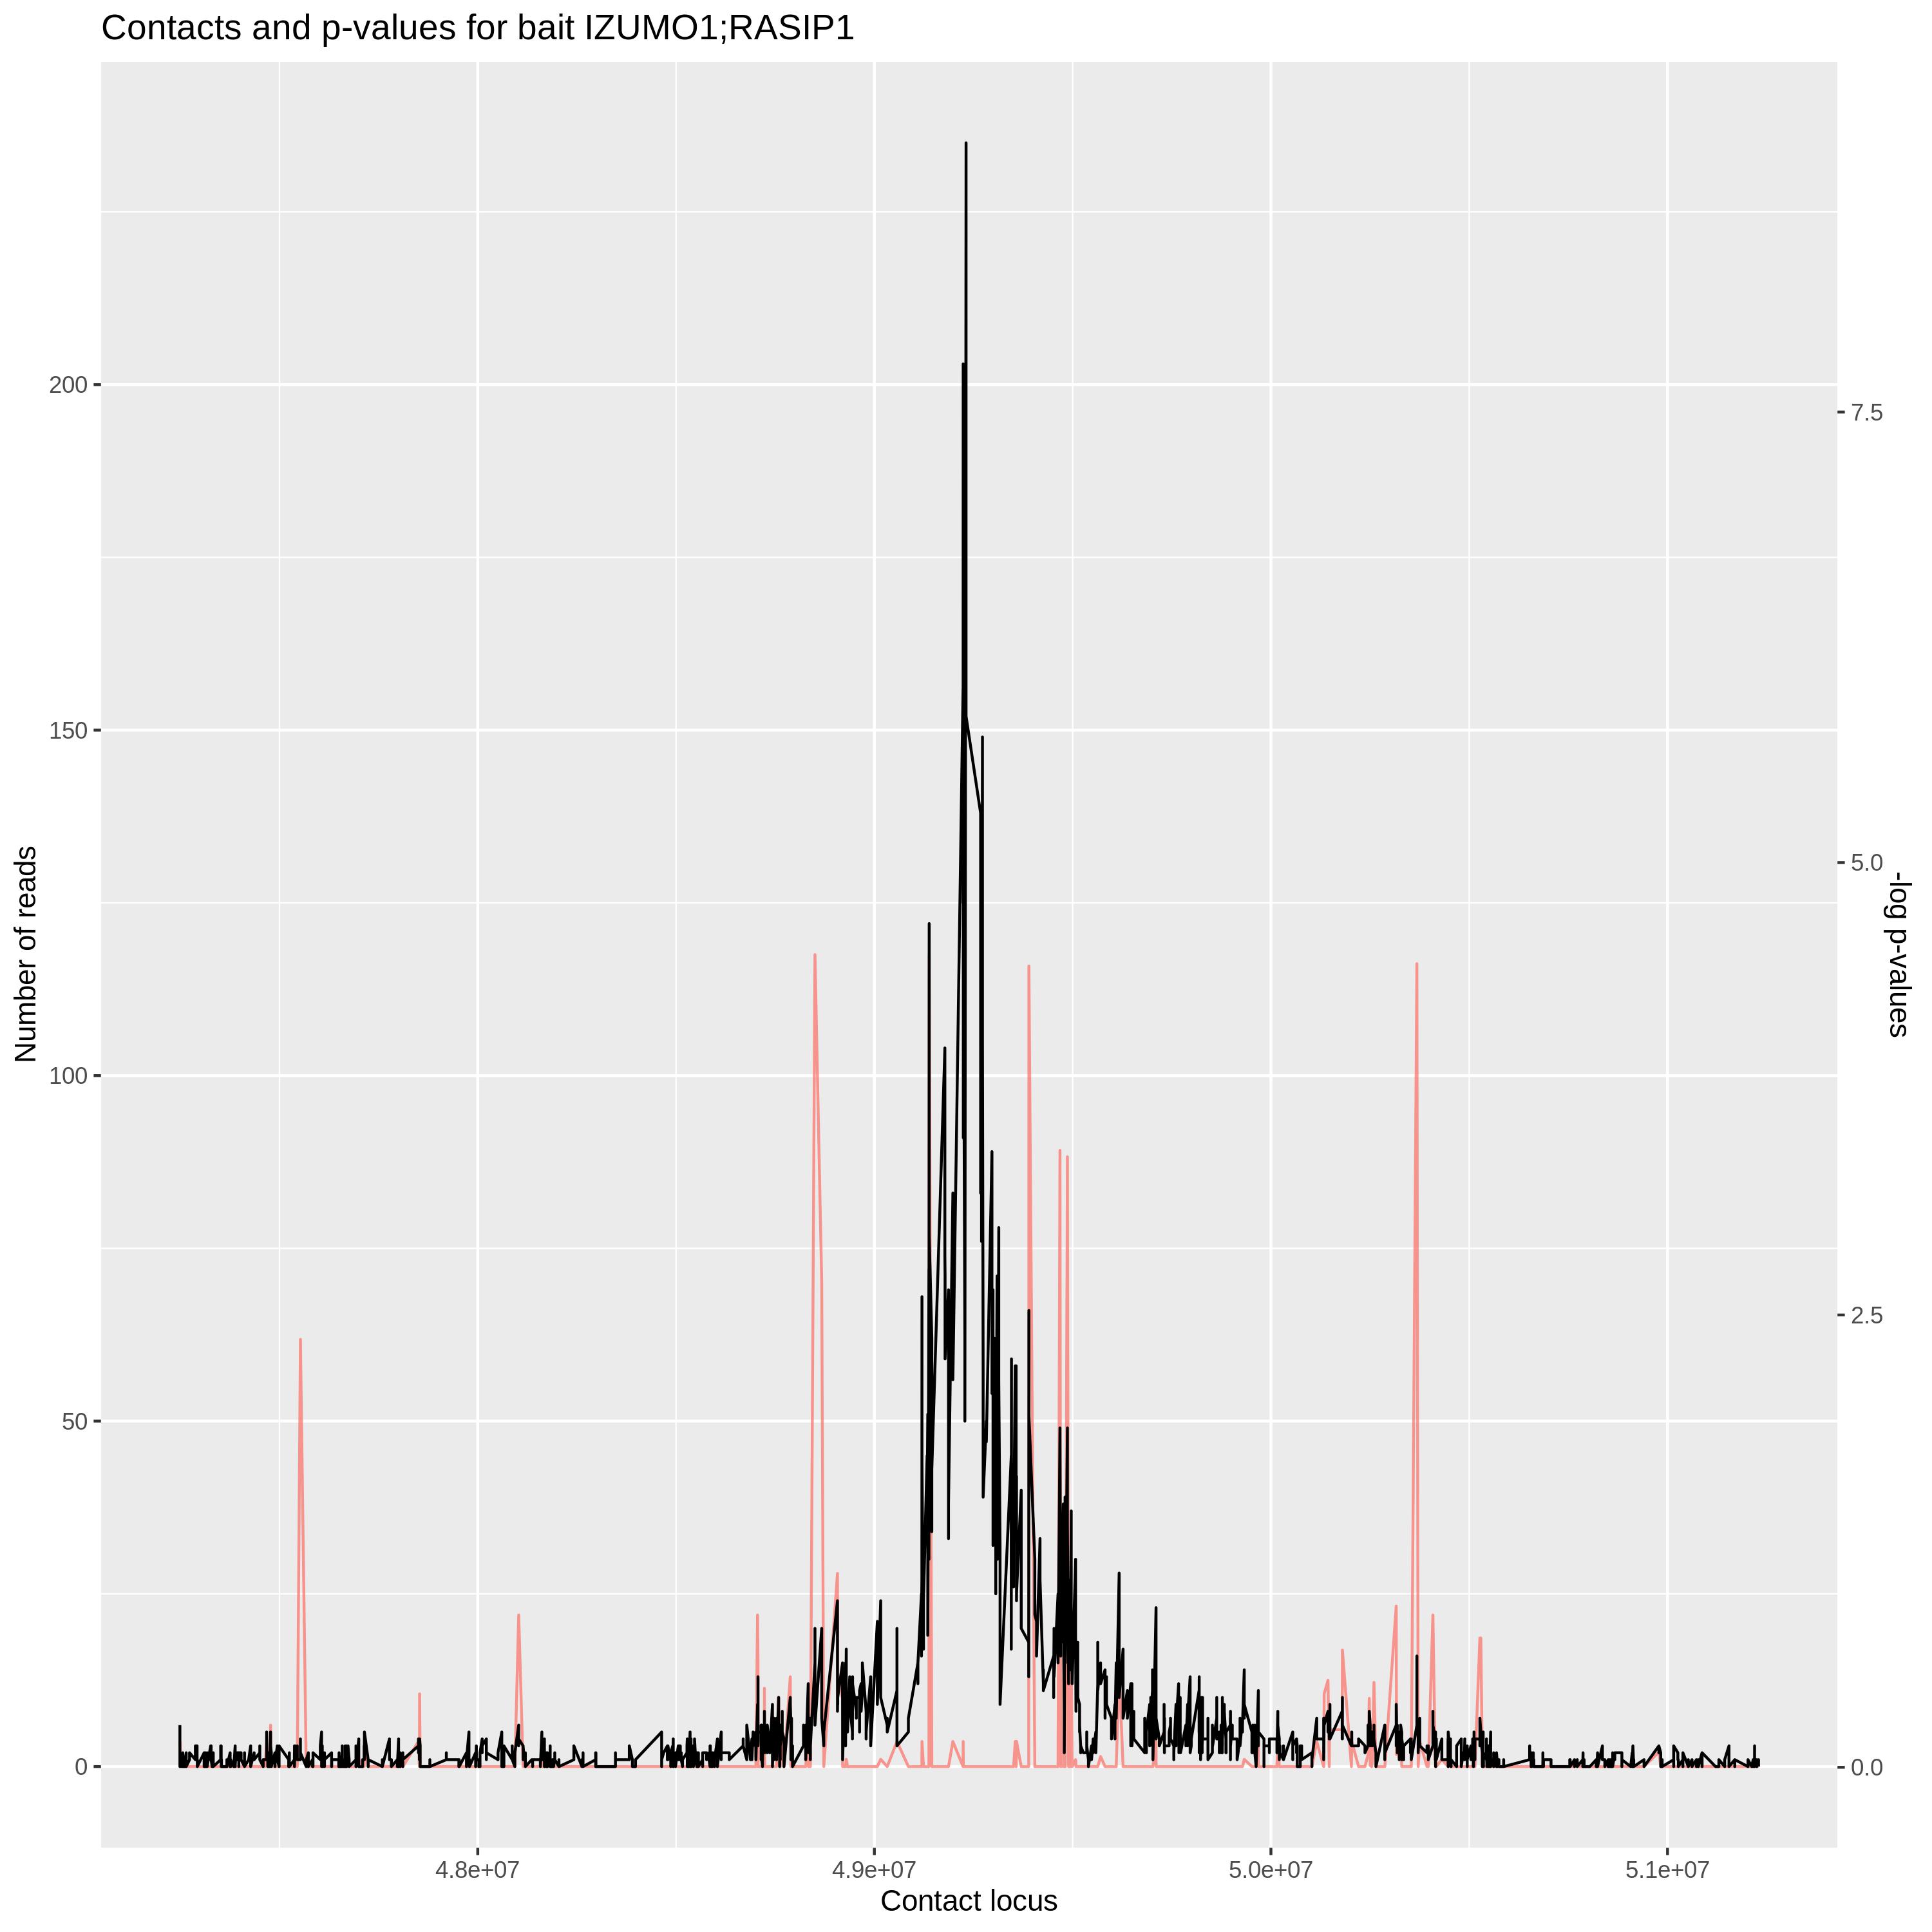 Contacts and p-values for bait IZUMO1;RASIP1
200
150
100
50
0
Number of reads
7.5
5.0
2.5
0.0
-log p-values
4.8e+07
4.9e+07
5.0e+07
5.1e+07
Contact locus